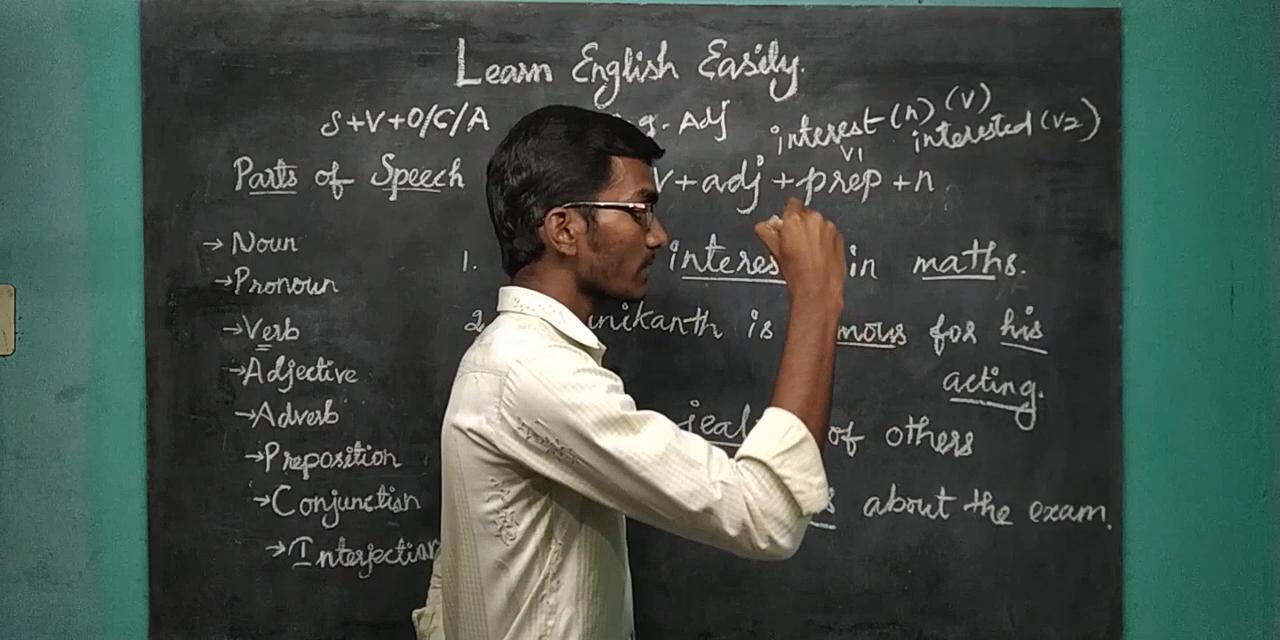 Learn English Easily.
S+V+O/C/A
g. Adj
interest (n) (V)
V1
interested (V2)
Parts of Speech
V+adj+prep+n
→ Noun
→ Pronoun
→ Verb
→ Adjective
→ Adverb
→ Preposition
→ Conjunction
→ Interjection
1. in maths.
2. is for his
acting.
of others
about the exam.